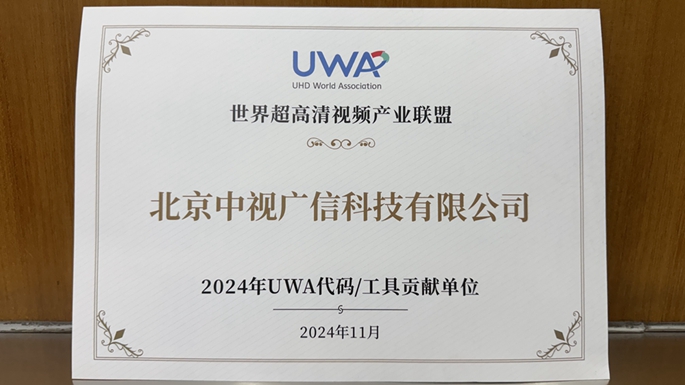 UWA
UHD World Association
世界超高清视频产业联盟
北京中视广信科技有限公司
2024年UWA代码/工具贡献单位
2024年11月